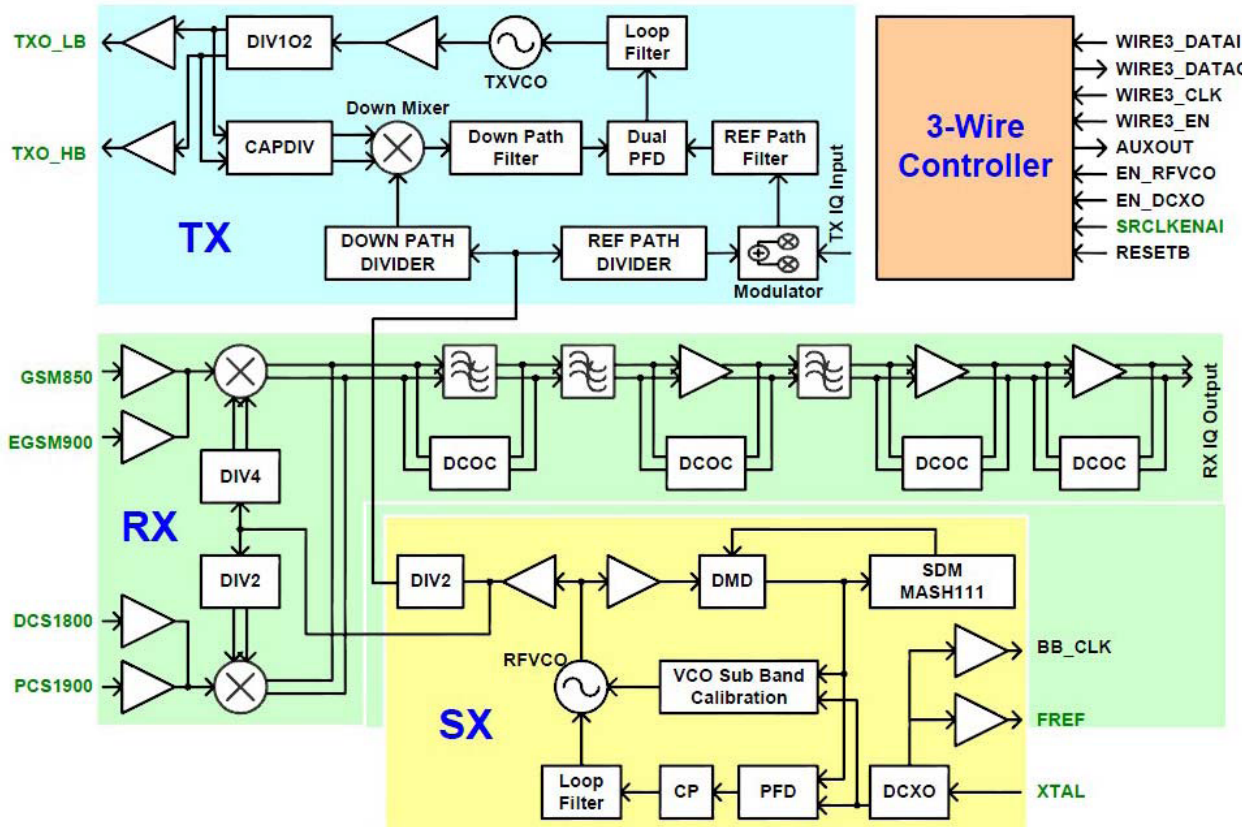 TXO_LB
DIV1O2
TXVCO
Loop
Filter
WIRE3_DATAI
WIRE3_DATAO
WIRE3_CLK
WIRE3_EN
AUXOUT
EN_RFVCO
EN_DCXO
SRCLKENAI
RESETB
3-Wire
Controller
Down Mixer
TXO_HB
CAPDIV
Down Path
Filter
Dual
PFD
REF Path
Filter
TX IQ Input
TX
DOWN PATH
DIVIDER
REF PATH
DIVIDER
Modulator
GSM850
EGSM900
DCOC
DCOC
DCOC
DCOC
RX IQ Output
DIV4
RX
DIV2
DIV2
DMD
SDM
MASH111
DCS1800
PCS1900
RFVCO
VCO Sub Band
Calibration
BB_CLK
FREF
SX
Loop
Filter
CP
PFD
DCXO
XTAL